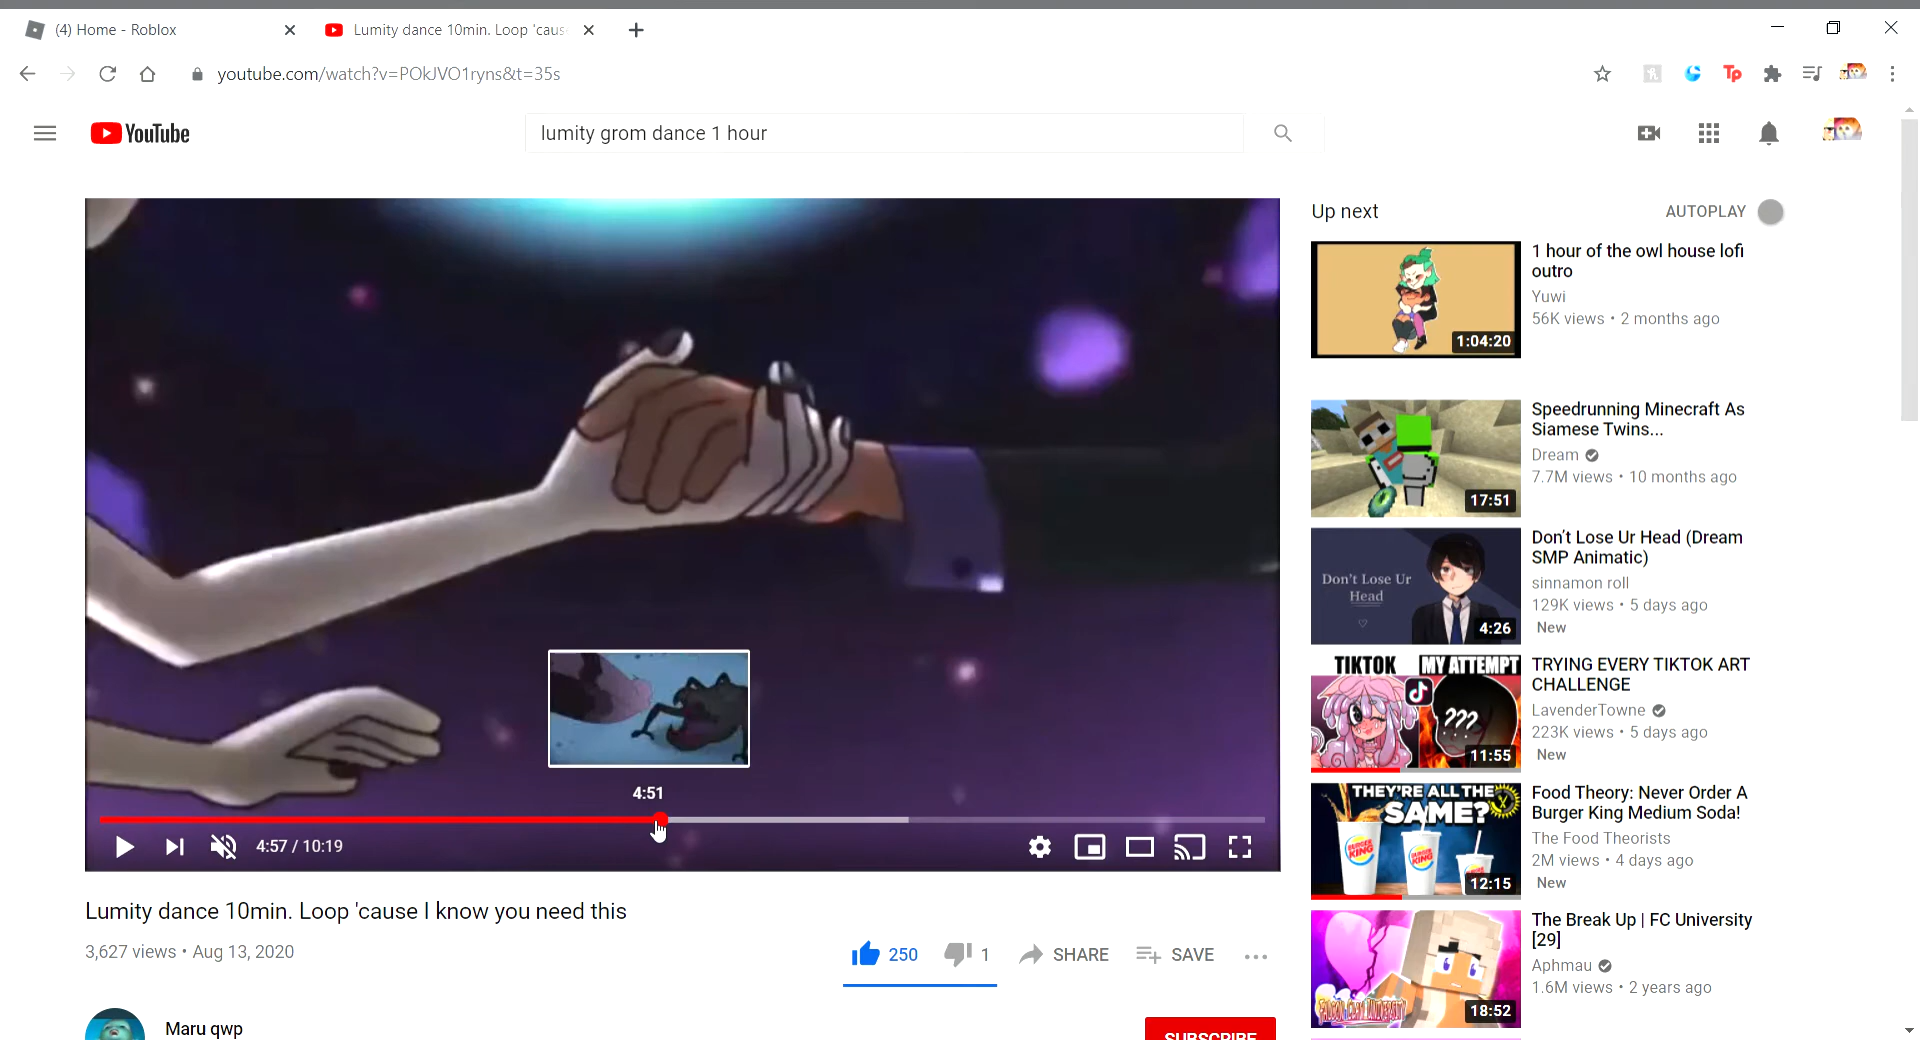 (4) Home - Roblox
Lumity dance 10min. Loop 'caus
youtube.com/watch?v=POkJVO1ryns&t=35s
Tp
YouTube
lumity grom dance 1 hour
4:51
4:57 / 10:19
Lumity dance 10min. Loop 'cause I know you need this
3,627 views • Aug 13, 2020
250
1
SHARE
SAVE
Maru qwp
SUBSCRIBE
Up next
AUTOPLAY
1:04:20
1 hour of the owl house lofi
outro
Yuwi
56K views • 2 months ago
17:51
Speedrunning Minecraft As
Siamese Twins...
Dream
7.7M views • 10 months ago
Don't Lose Ur
Head
4:26
Don't Lose Ur Head (Dream
SMP Animatic)
sinnamon roll
129K views • 5 days ago
New
TIKTOK MY ATTEMPT
???
11:55
TRYING EVERY TIKTOK ART
CHALLENGE
LavenderTowne
223K views • 5 days ago
New
THEY'RE ALL THE
SAME?
BURGER KING
BURGER KING
12:15
Food Theory: Never Order A
Burger King Medium Soda!
The Food Theorists
2M views • 4 days ago
New
18:52
The Break Up | FC University
[29]
Aphmau
1.6M views • 2 years ago